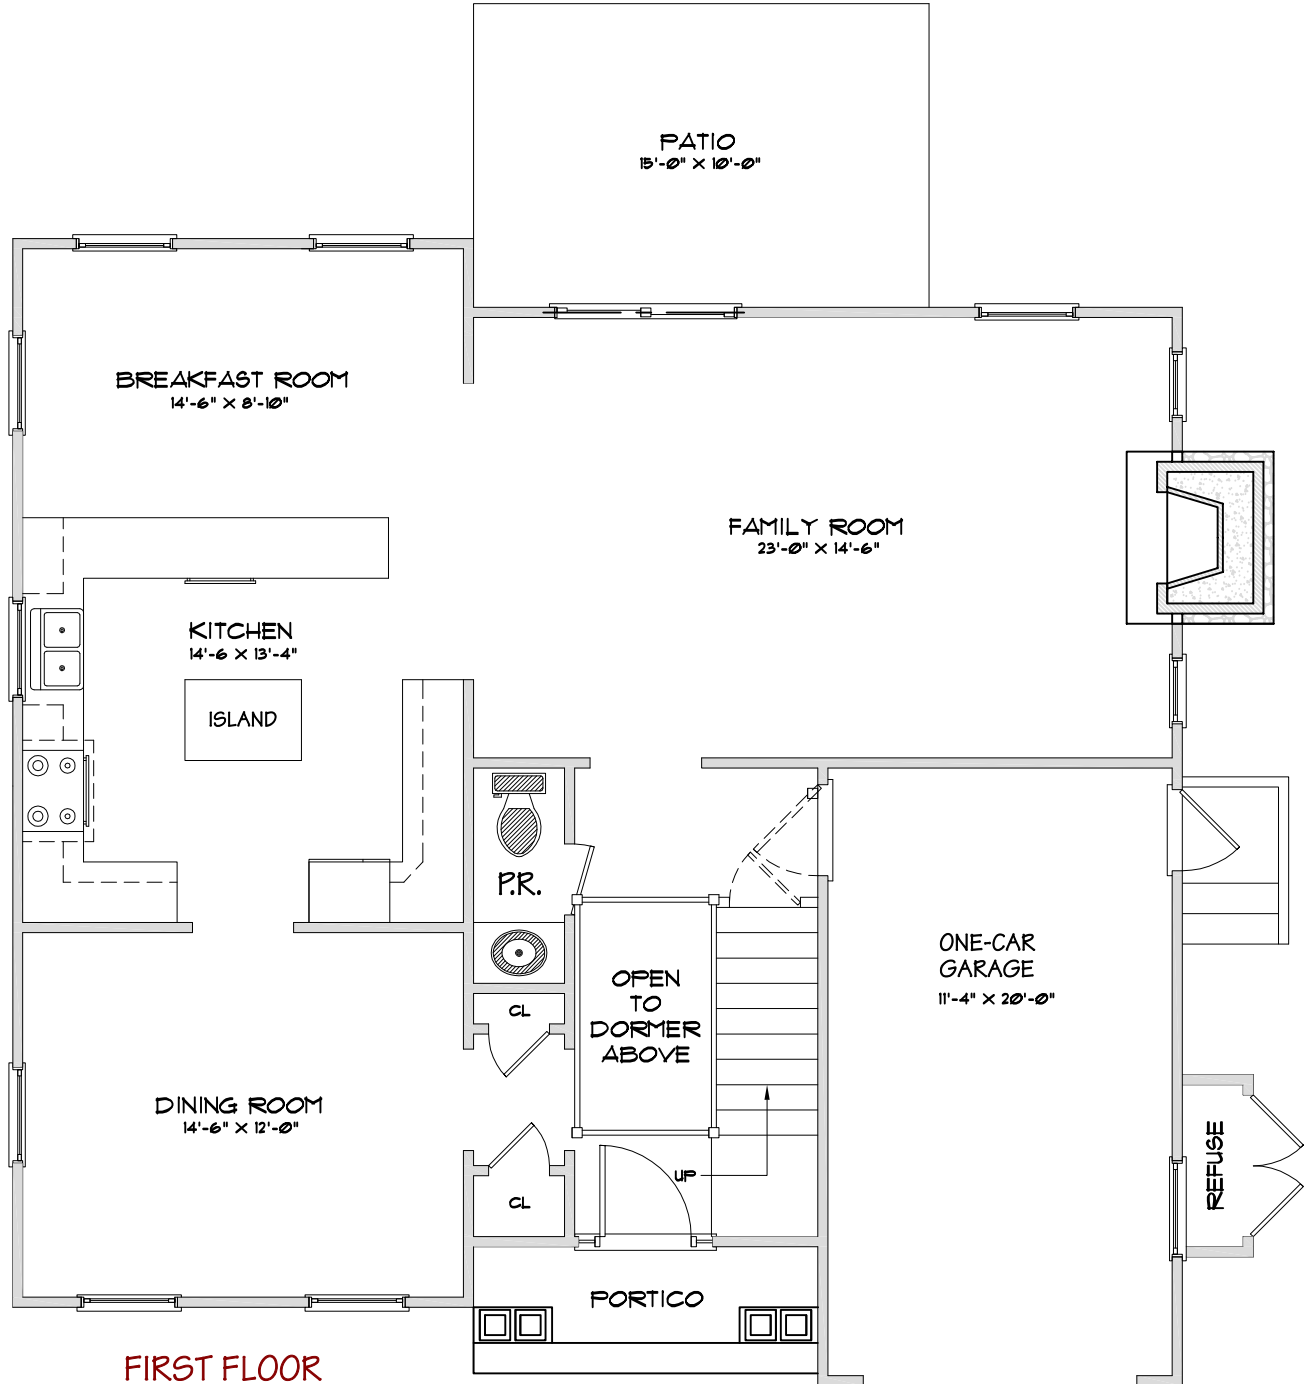 PATIO
15'-0" X 10'-0"
BREAKFAST ROOM
14'-6" X 8'-10"
FAMILY ROOM
23'-0" X 14'-6"
KITCHEN
14'-6 X 13'-4"
ISLAND
P.R.
ONE-CAR
GARAGE
11'-4" X 20'-0"
OPEN
TO
DORMER
ABOVE
CL
DINING ROOM
14'-6" X 12'-0"
UP
CL
REFUSE
PORTICO
FIRST FLOOR